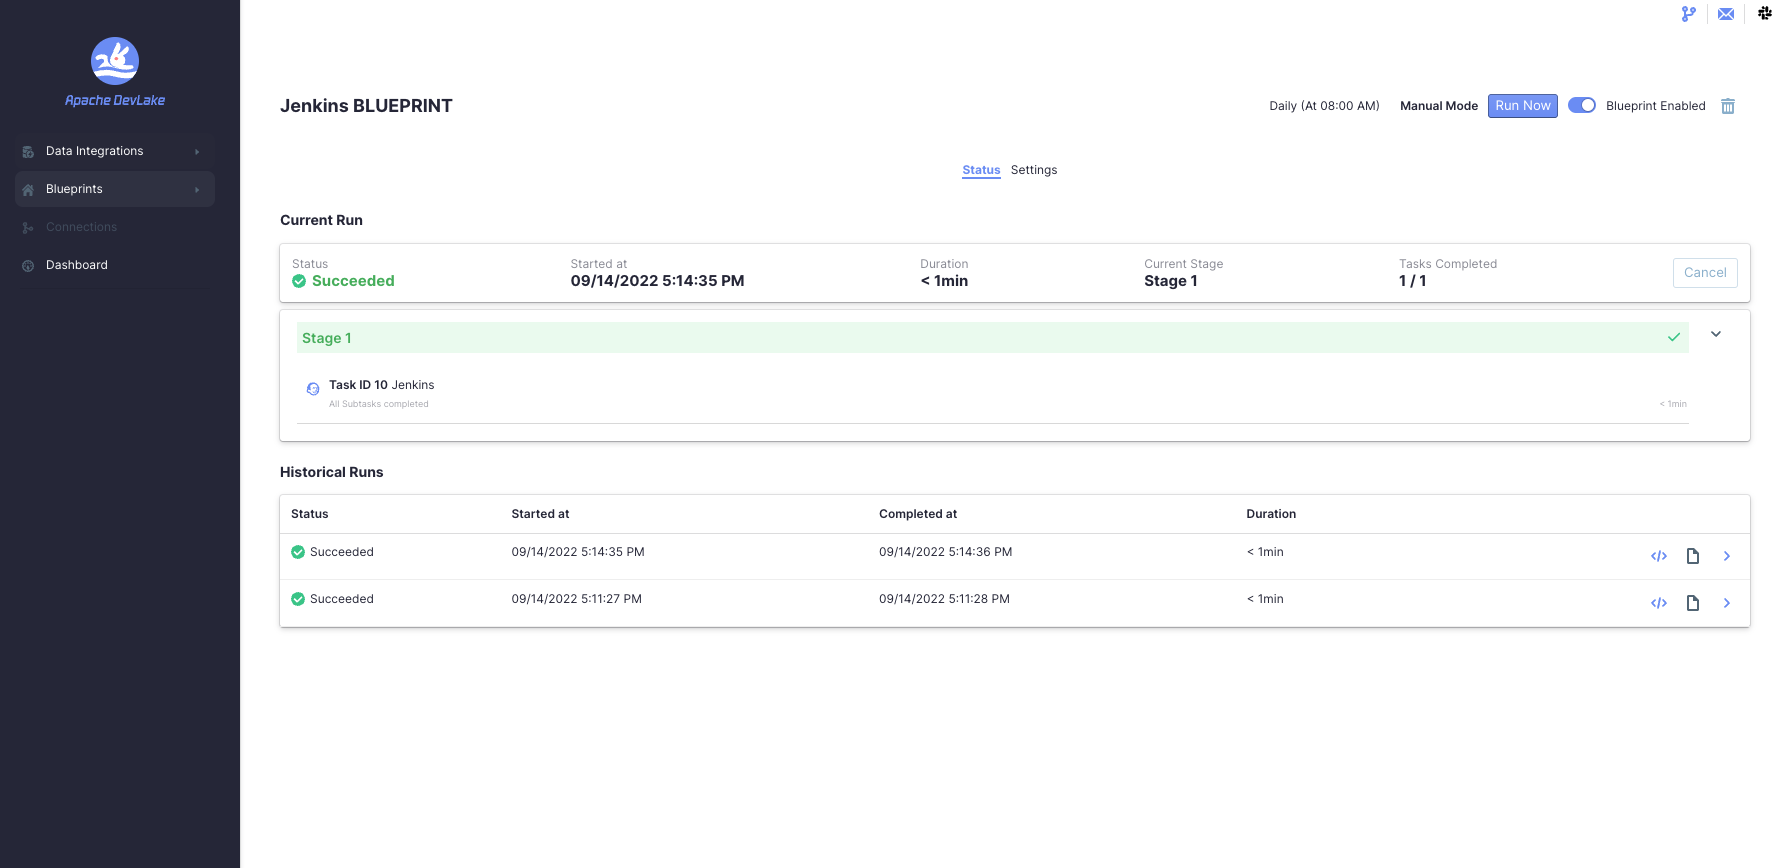 Apache DevLake
Data Integrations
Blueprints
Connections
Dashboard
Jenkins BLUEPRINT
Daily (At 08:00 AM) Manual Mode Run Now Blueprint Enabled
Status Settings
Current Run
Status Started at Duration Current Stage Tasks Completed
Succeeded 09/14/2022 5:14:35 PM < 1min Stage 1 1 / 1 Cancel
Stage 1
Task ID 10 Jenkins
All Subtasks completed < 1min
Historical Runs
Status Started at Completed at Duration
Succeeded 09/14/2022 5:14:35 PM 09/14/2022 5:14:36 PM < 1min
Succeeded 09/14/2022 5:11:27 PM 09/14/2022 5:11:28 PM < 1min